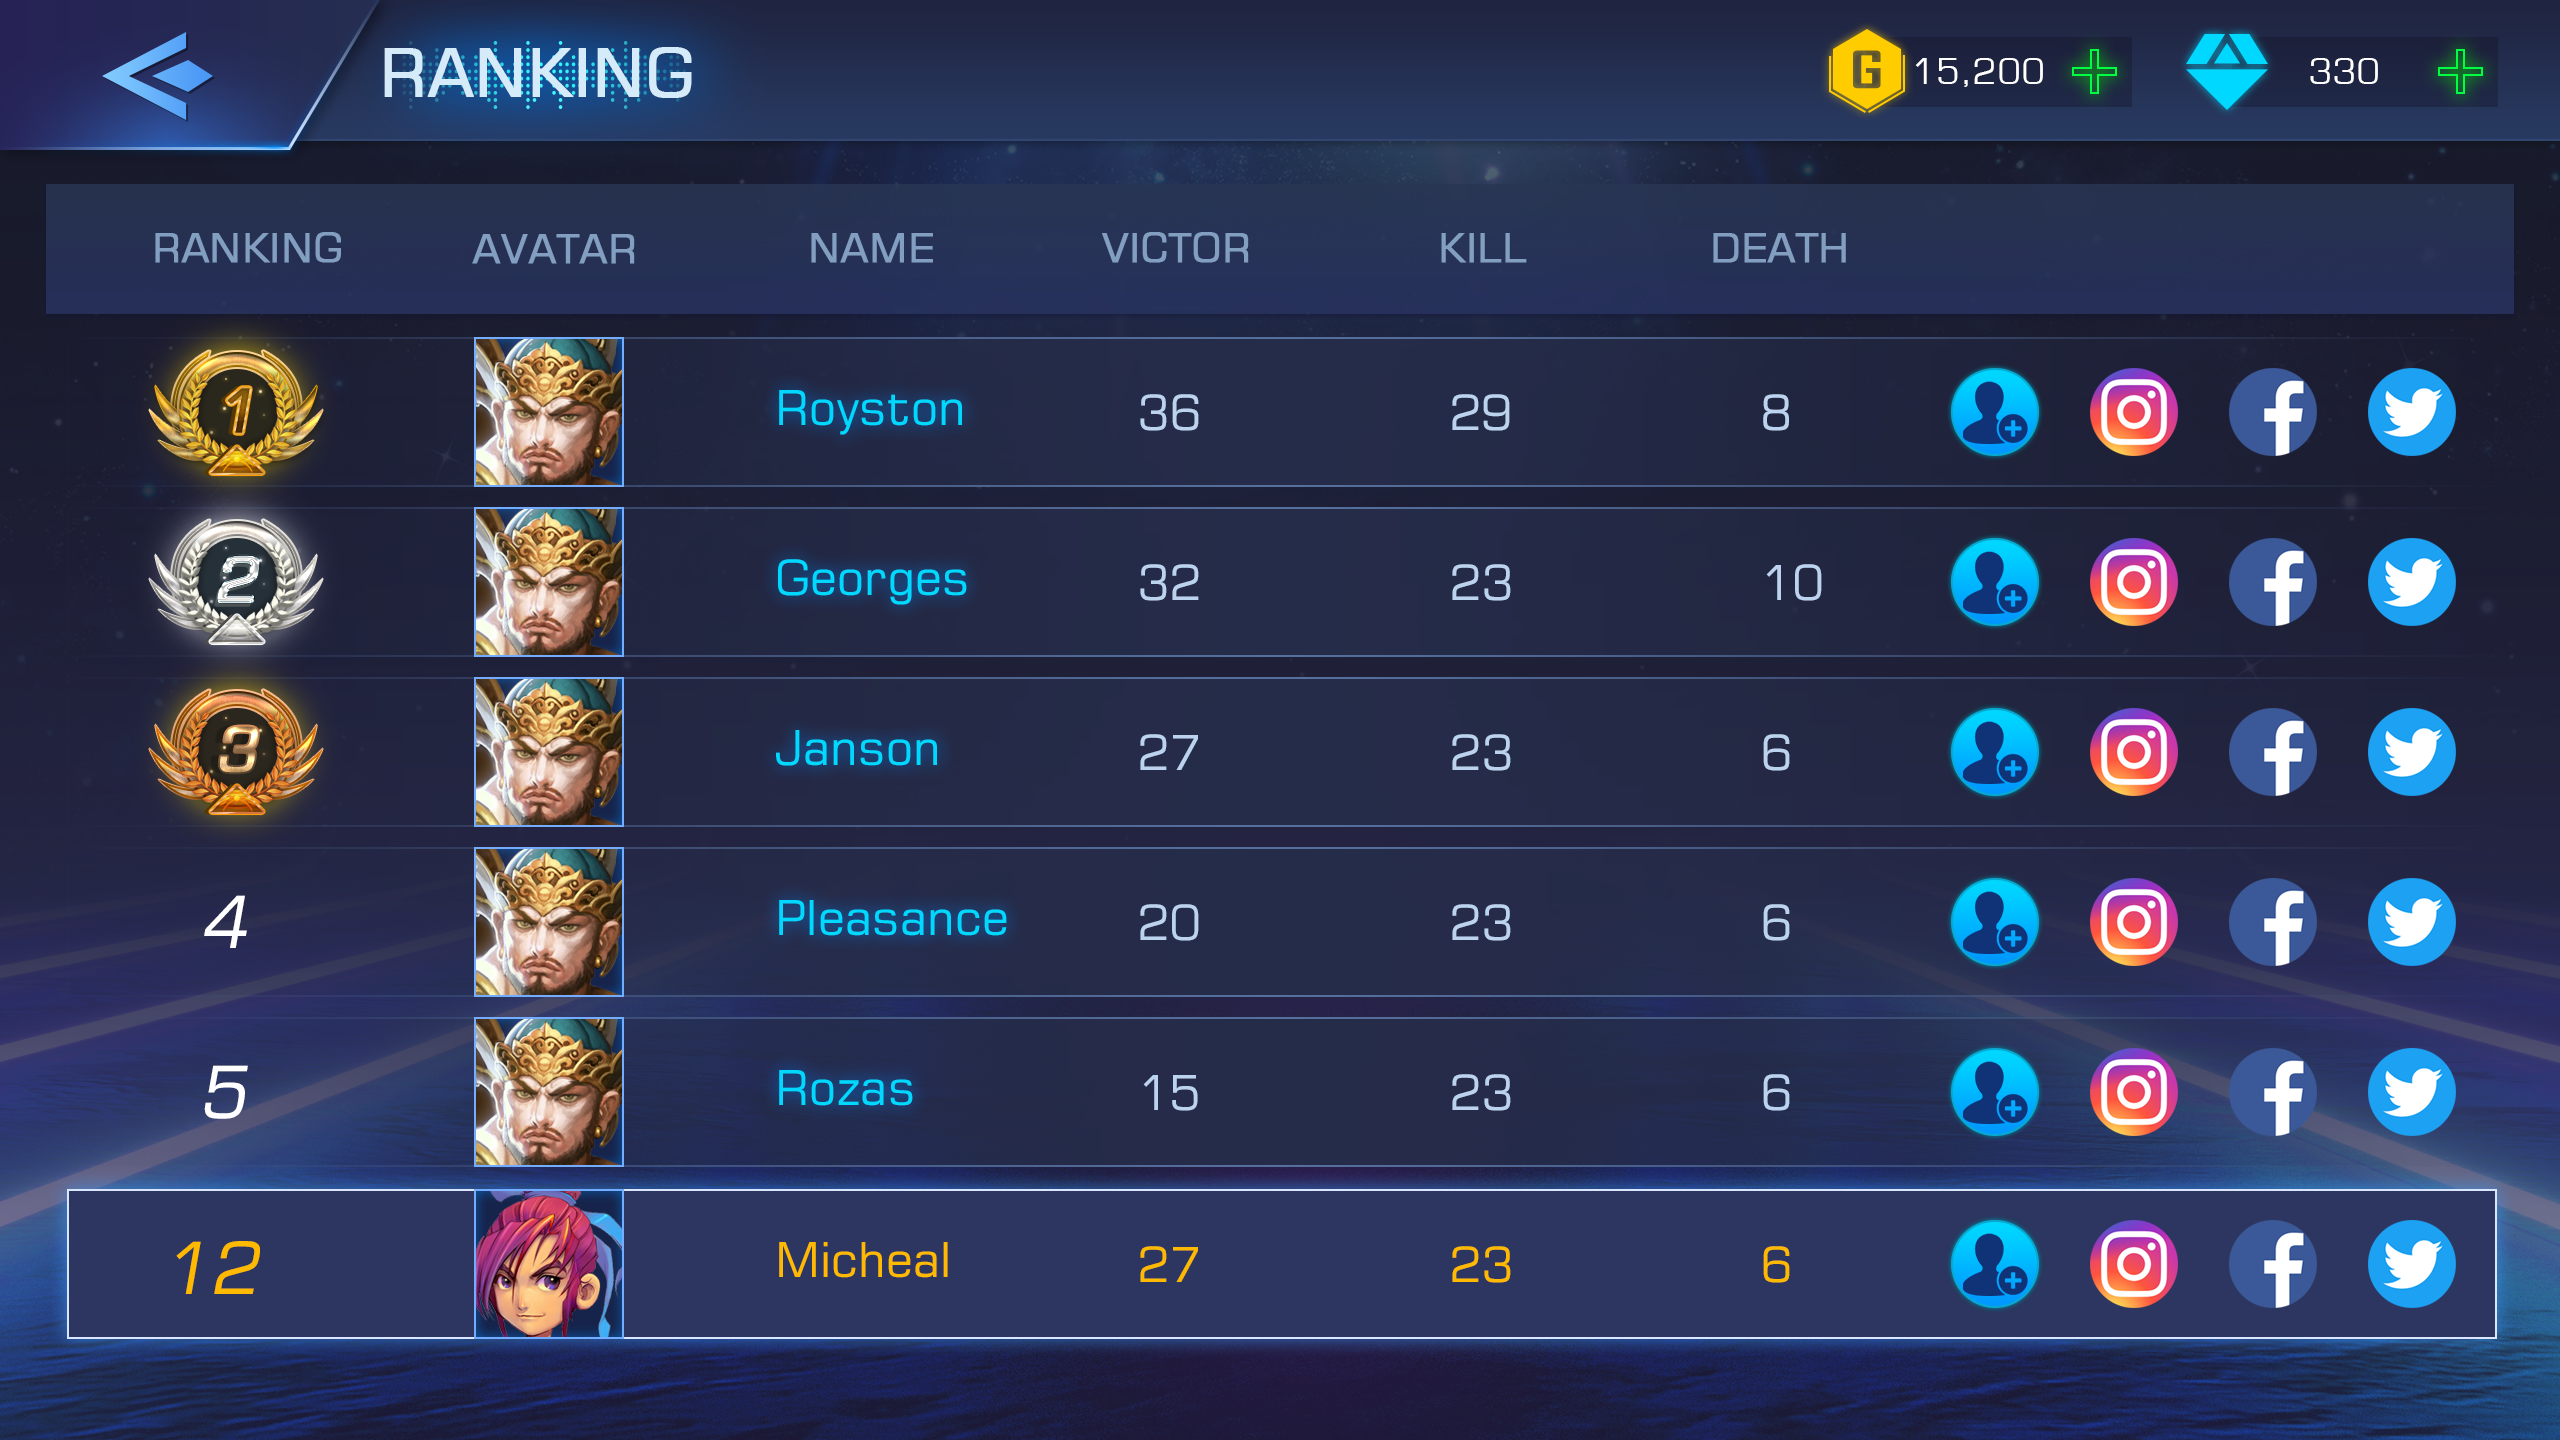 RANKING G 15,200 330
RANKING AVATAR NAME VICTOR KILL DEATH
1 Royston 36 29 8
2 Georges 32 23 10
3 Janson 27 23 6
4 Pleasance 20 23 6
5 Rozas 15 23 6
12 Micheal 27 23 6